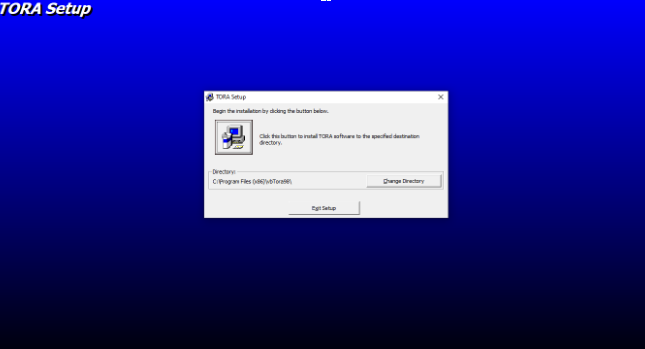 TORA Setup
TORA Setup
Begin the installation by clicking the button below.
Click this button to install TORA software to the specified destination
directory.
Directory:
C:\Program Files (x86)\vbTora98\
Change Directory
Exit Setup